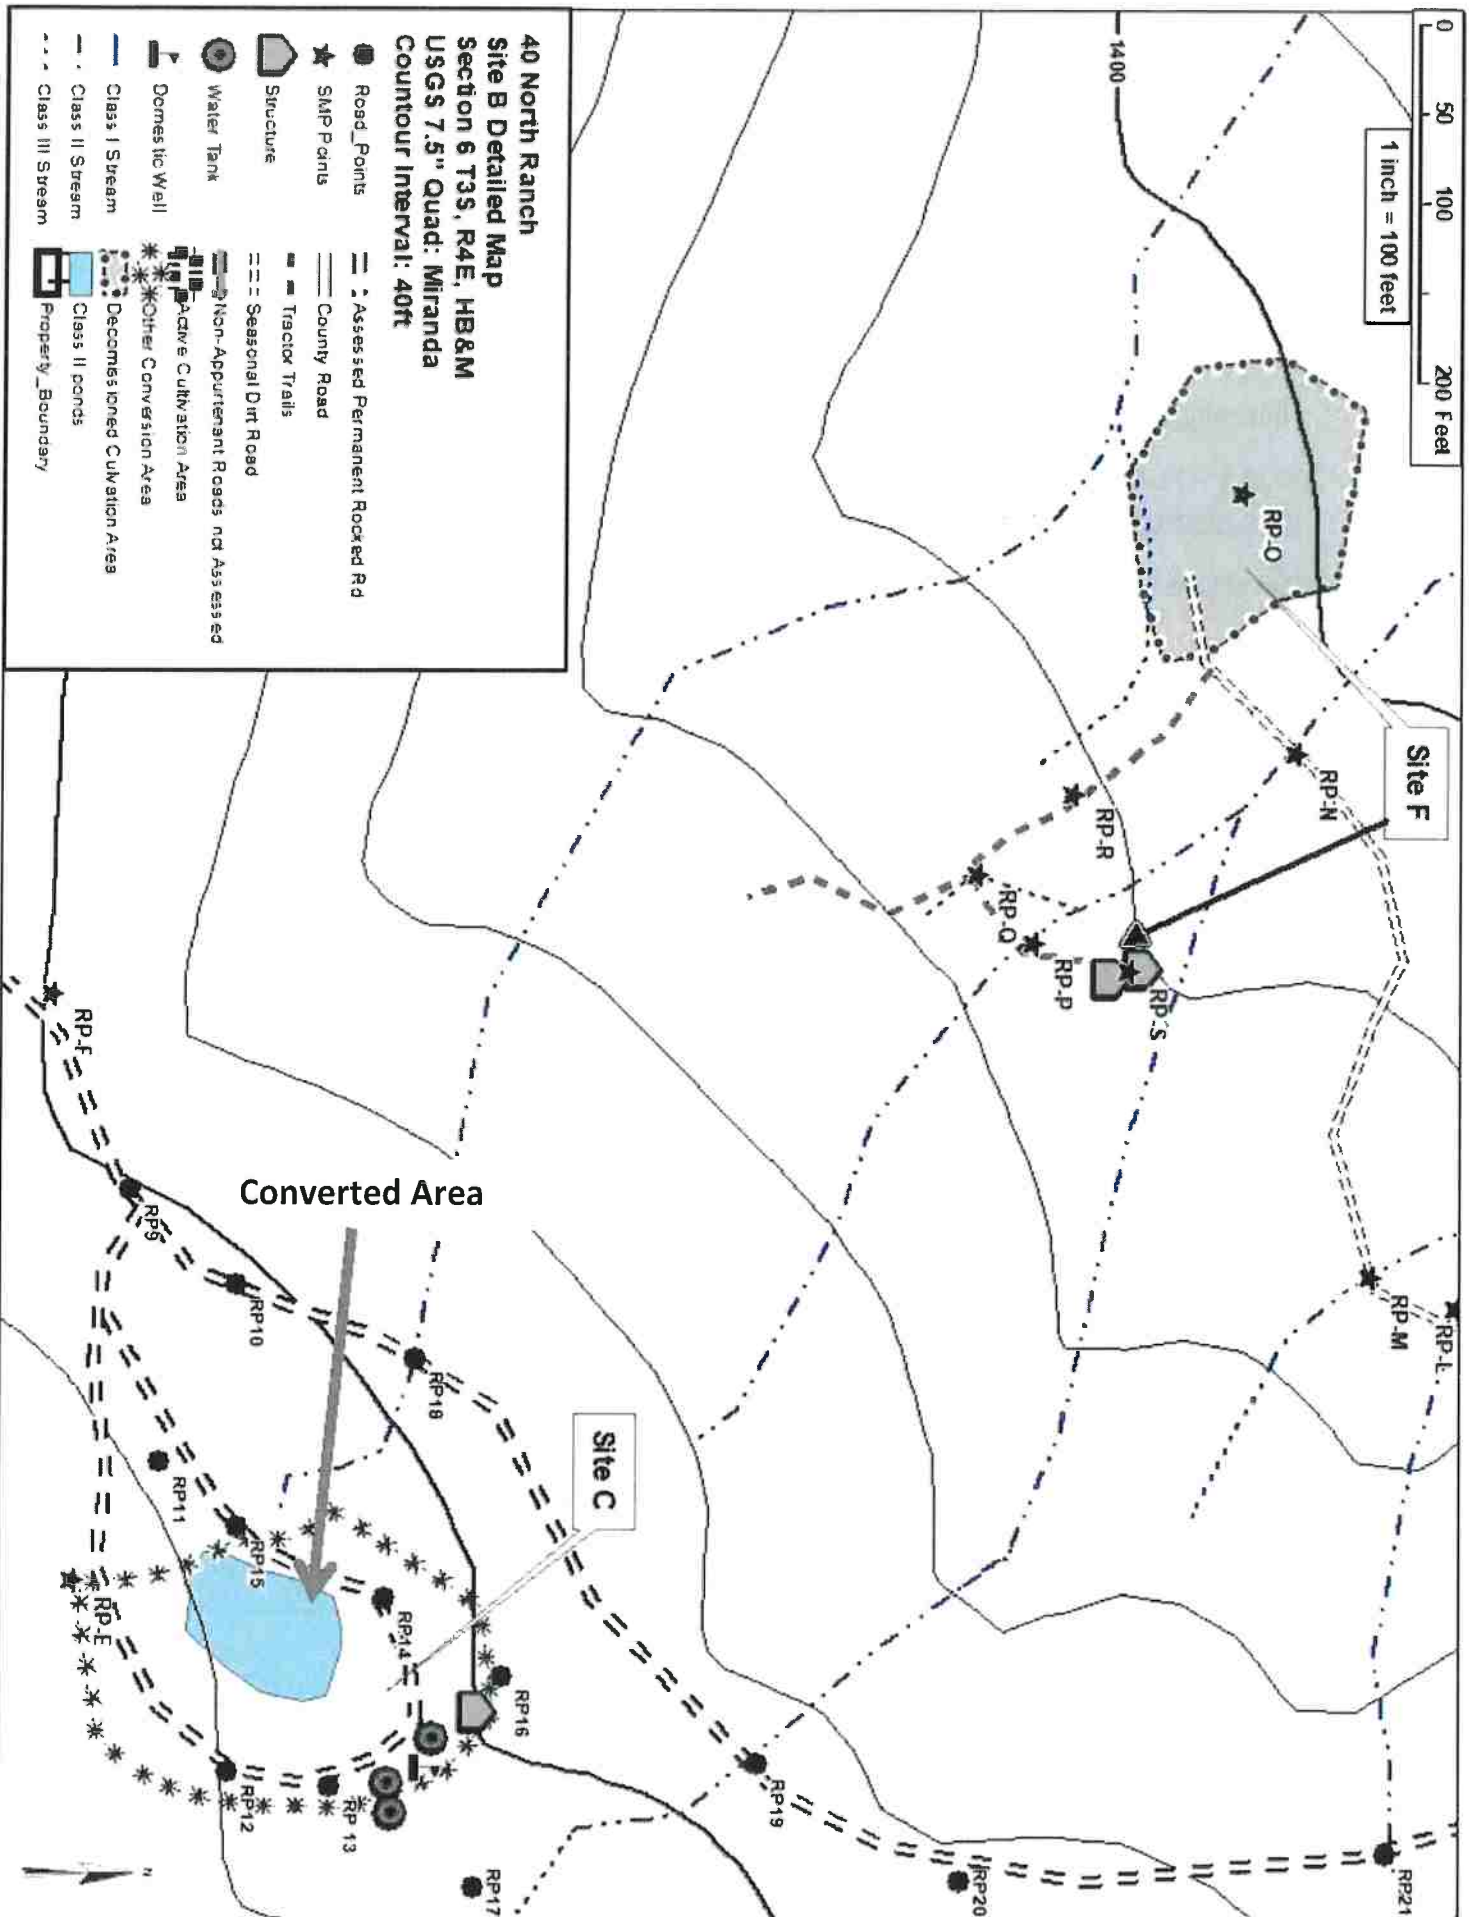 0 50 100 200 Feet
1 inch = 100 feet
1400
RP-O
Site F
RP-N
RP-R
RP-Q
RP-P
RP-S
RP-M
RP-L
40 North Ranch
Site B Detailed Map
Section 6 T3S, R4E, HB&M
USGS 7.5" Quad: Miranda
Countour Interval: 40ft
Road_Points
SMP Points
Structure
Water Tank
Domestic Well
Class I Stream
Class II Stream
Class III Stream
Assessed Permanent Rocked Rd
County Road
Tractor Trails
Seasonal Dirt Road
Non-Appurtenant Roads not Assessed
Active Cultivation Area
Other Conversion Area
Decomissioned Culvation Area
Class II ponds
Property_Boundary
RP-F
Converted Area
RP9
RP10
RP18
Site C
RP11
RP15
RP-E
RP14
RP16
RP12
RP 13
RP19
RP17
RP20
RP21
N